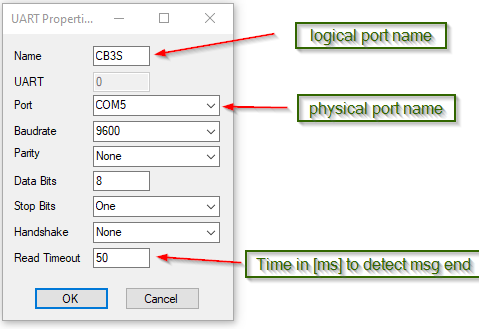 UART Properti...
Name CB3S
logical port name
UART 0
Port COM5
physical port name
Baudrate 9600
Parity None
Data Bits 8
Stop Bits One
Handshake None
Read Timeout 50
Time in [ms] to detect msg end
OK Cancel